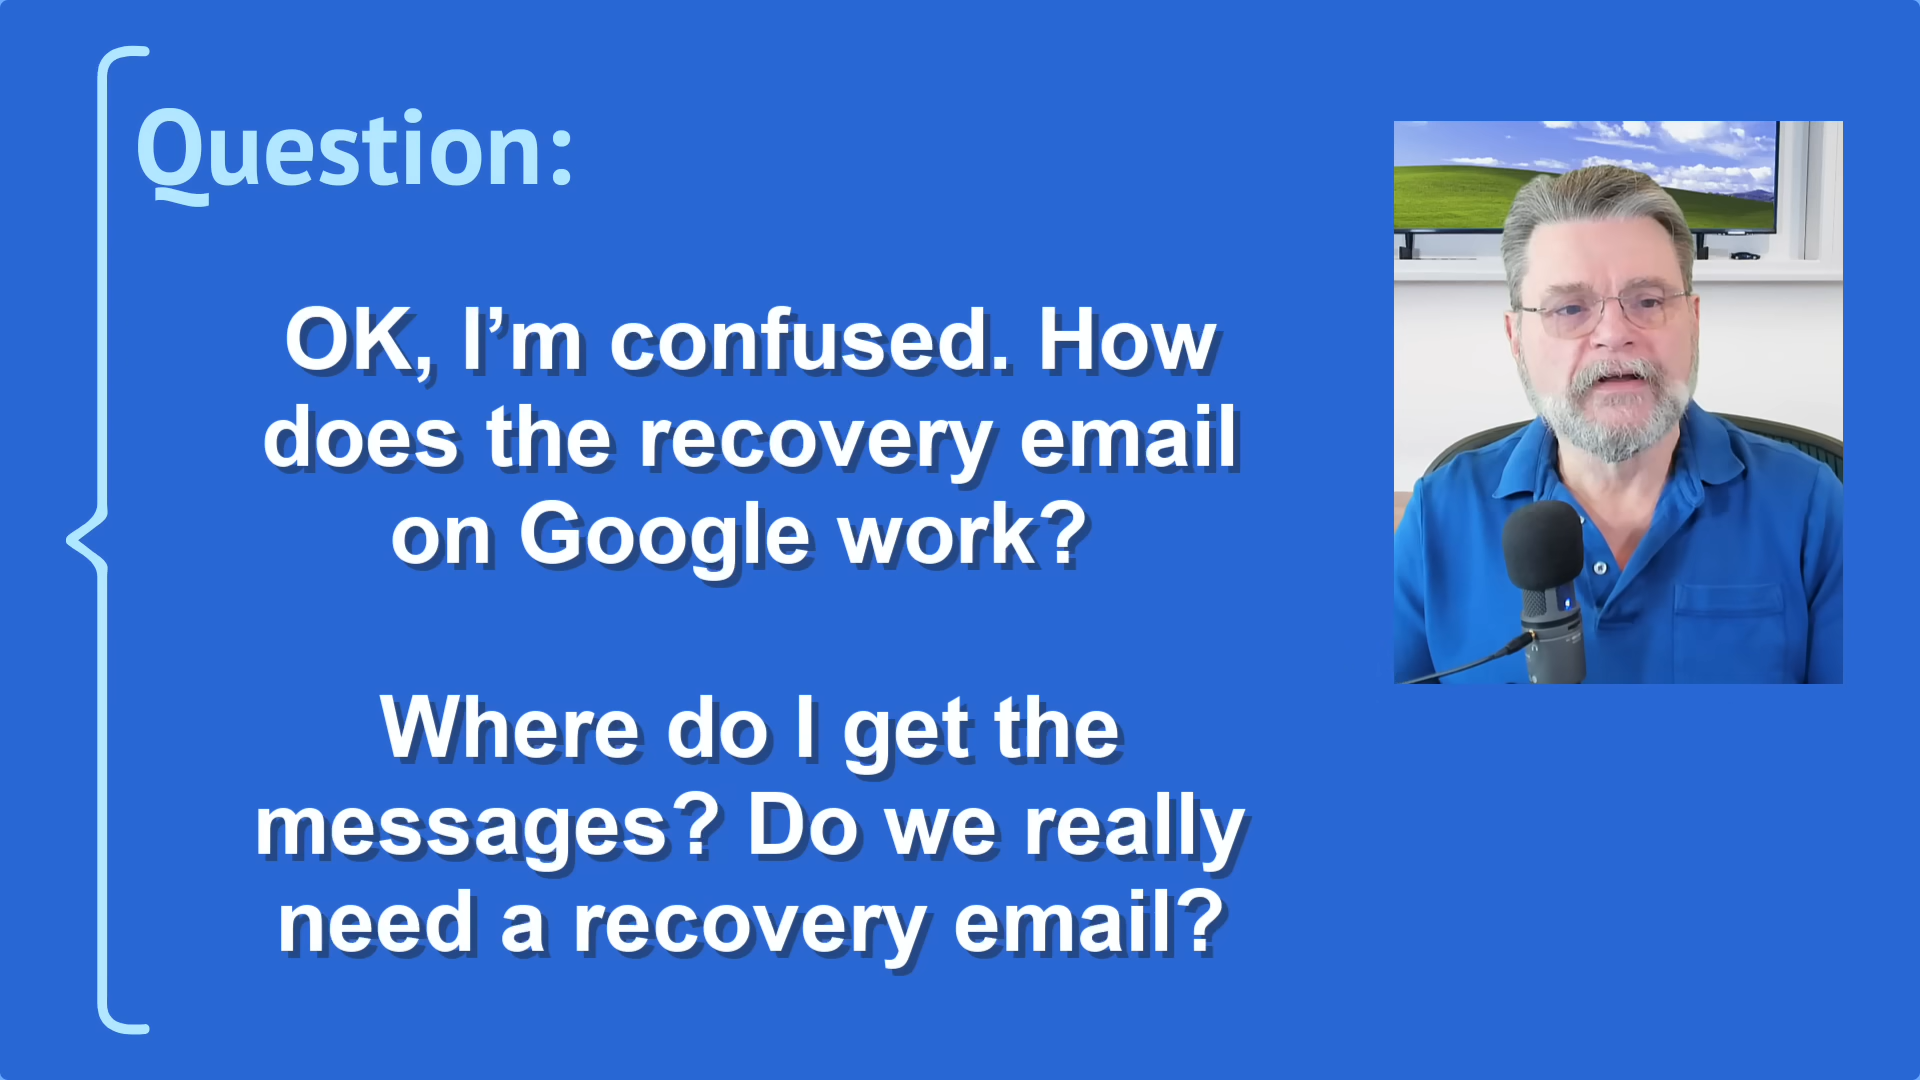 Question:
OK, I’m confused. How
does the recovery email
on Google work?
Where do I get the
messages? Do we really
need a recovery email?